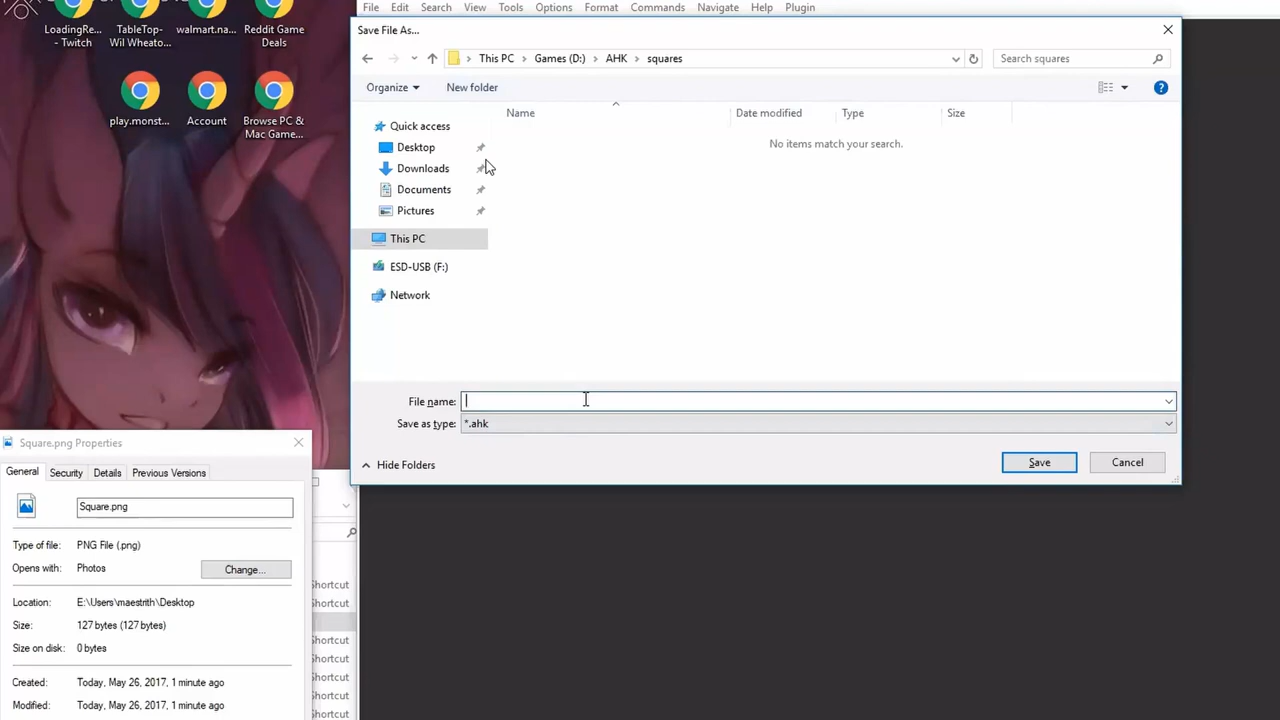 LoadingRe...
- Twitch
TableTop-
Wil Wheato...
walmart.na...
Reddit Game
Deals
play.monst...
Account
Browse PC &
Mac Game...
File Edit Search View Tools Options Format Commands Navigate Help Plugin
Save File As...
This PC > Games (D:) > AHK > squares
Search squares
Organize
New folder
Name
Date modified
Type
Size
No items match your search.
Quick access
Desktop
Downloads
Documents
Pictures
This PC
ESD-USB (F:)
Network
File name:
Save as type: *.ahk
Hide Folders
Save
Cancel
Square.png Properties
General Security Details Previous Versions
Square.png
Type of file: PNG File (.png)
Opens with: Photos
Change...
Location: E:\Users\maestrith\Desktop
Size: 127 bytes (127 bytes)
Size on disk: 0 bytes
Created: Today, May 26, 2017, 1 minute ago
Modified: Today, May 26, 2017, 1 minute ago
Shortcut
Shortcut
Shortcut
Shortcut
Shortcut
Shortcut
Shortcut